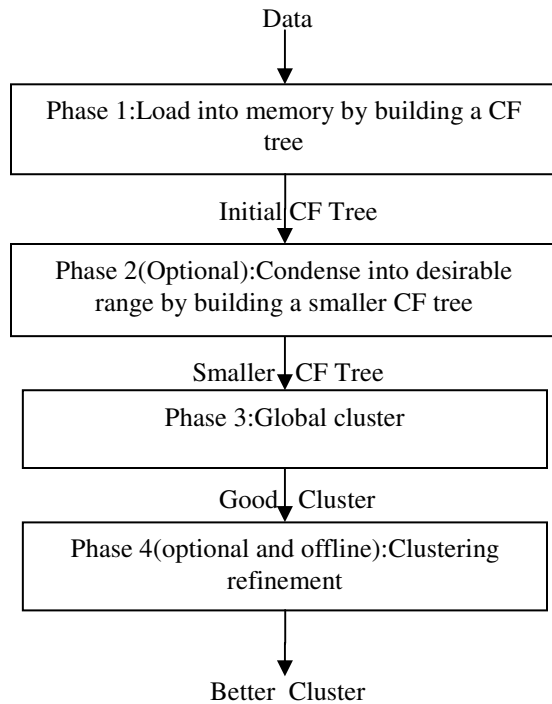 Data
Phase 1:Load into memory by building a CF
tree
Initial CF Tree
Phase 2(Optional):Condense into desirable
range by building a smaller CF tree
Smaller CF Tree
Phase 3:Global cluster
Good Cluster
Phase 4(optional and offline):Clustering
refinement
Better Cluster